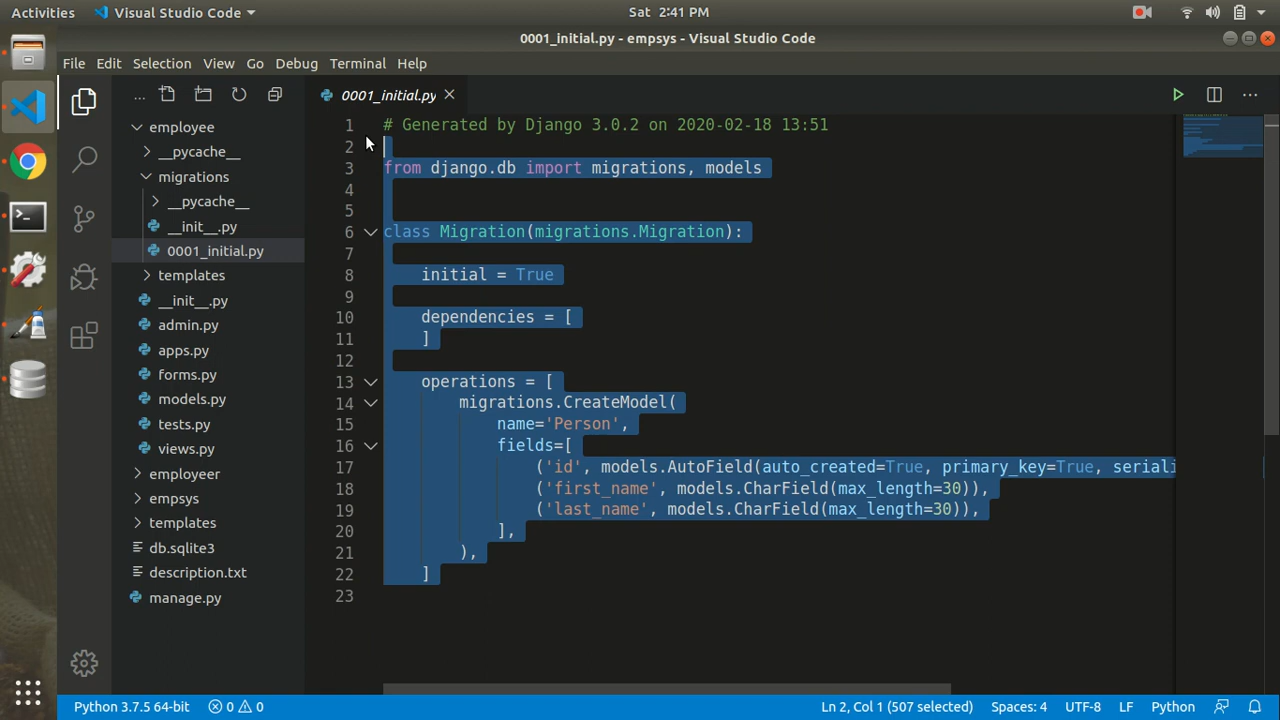 Activities
Visual Studio Code
Sat 2:41 PM
0001_initial.py - empsys - Visual Studio Code
File Edit Selection View Go Debug Terminal Help
...
0001_initial.py
employee
__pycache__
migrations
__pycache__
__init__.py
0001_initial.py
templates
__init__.py
admin.py
apps.py
forms.py
models.py
tests.py
views.py
employeer
empsys
templates
db.sqlite3
description.txt
manage.py
1 # Generated by Django 3.0.2 on 2020-02-18 13:51
2
3 from django.db import migrations, models
4
5
6 class Migration(migrations.Migration):
7
8 initial = True
9
10 dependencies = [
11 ]
12
13 operations = [
14 migrations.CreateModel(
15 name='Person',
16 fields=[
17 ('id', models.AutoField(auto_created=True, primary_key=True, seriali
18 ('first_name', models.CharField(max_length=30)),
19 ('last_name', models.CharField(max_length=30)),
20 ],
21 ),
22 ]
23
Python 3.7.5 64-bit
0 0
Ln 2, Col 1 (507 selected)
Spaces: 4
UTF-8
LF
Python